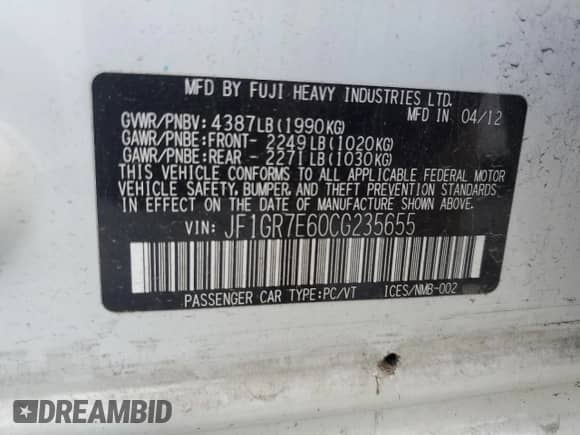 MFD BY FUJI HEAVY INDUSTRIES LTD.
MFD IN 04/12
GVWR/PNBV: 4387LB(1990KG)
GAWR/PNBE:FRONT- 2249LB(1020KG)
GAWR/PNBE:REAR - 2271LB(1030KG)
THIS VEHICLE CONFORMS TO ALL APPLICABLE FEDERAL MOTOR
VEHICLE SAFETY, BUMPER, AND THEFT PREVENTION STANDARDS
IN EFFECT ON THE DATE OF MANUFACTURE SHOWN ABOVE.
VIN: JF1GR7E60CG235655
PASSENGER CAR TYPE:PC/VT ICES/NMB-002
DREAMBID